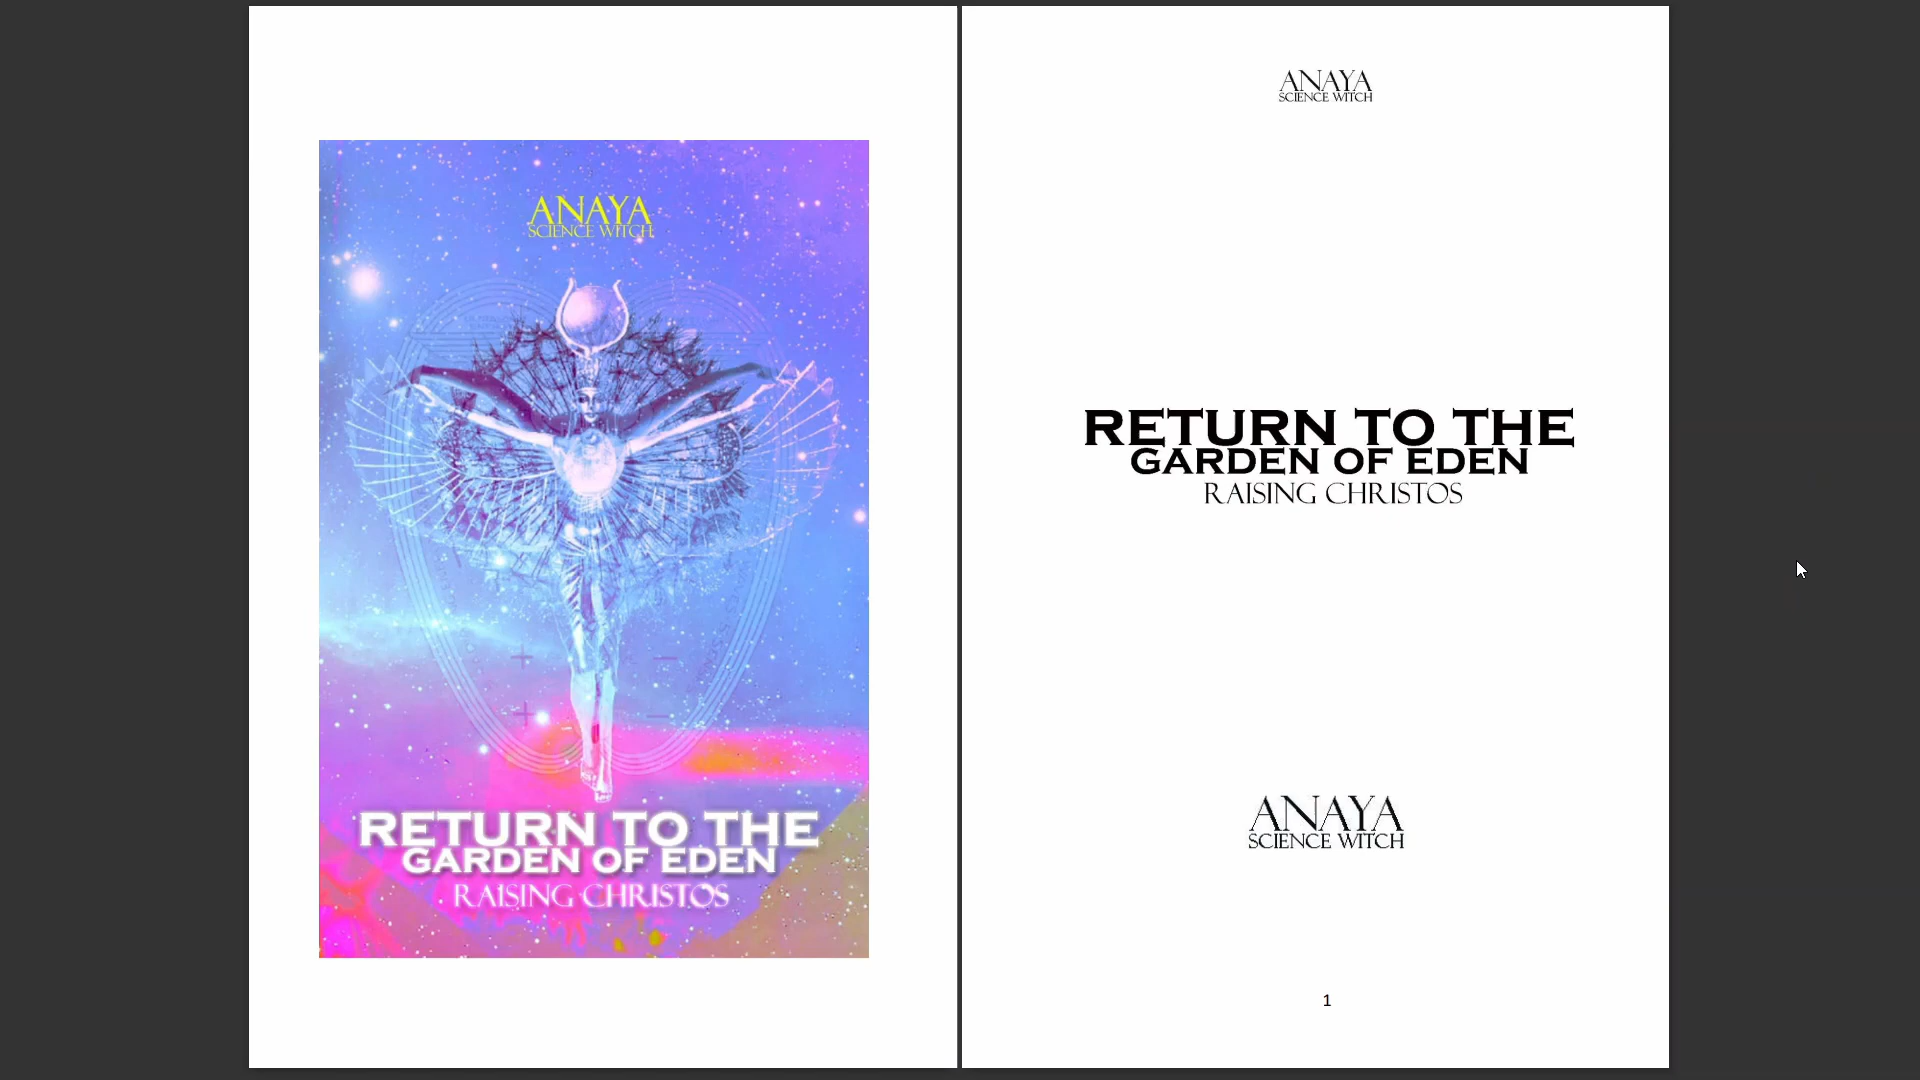 ANAYA
SCIENCE WITCH
RETURN TO THE
GARDEN OF EDEN
RAISING CHRISTOS
ANAYA
SCIENCE WITCH
RETURN TO THE
GARDEN OF EDEN
RAISING CHRISTOS
ANAYA
SCIENCE WITCH
1